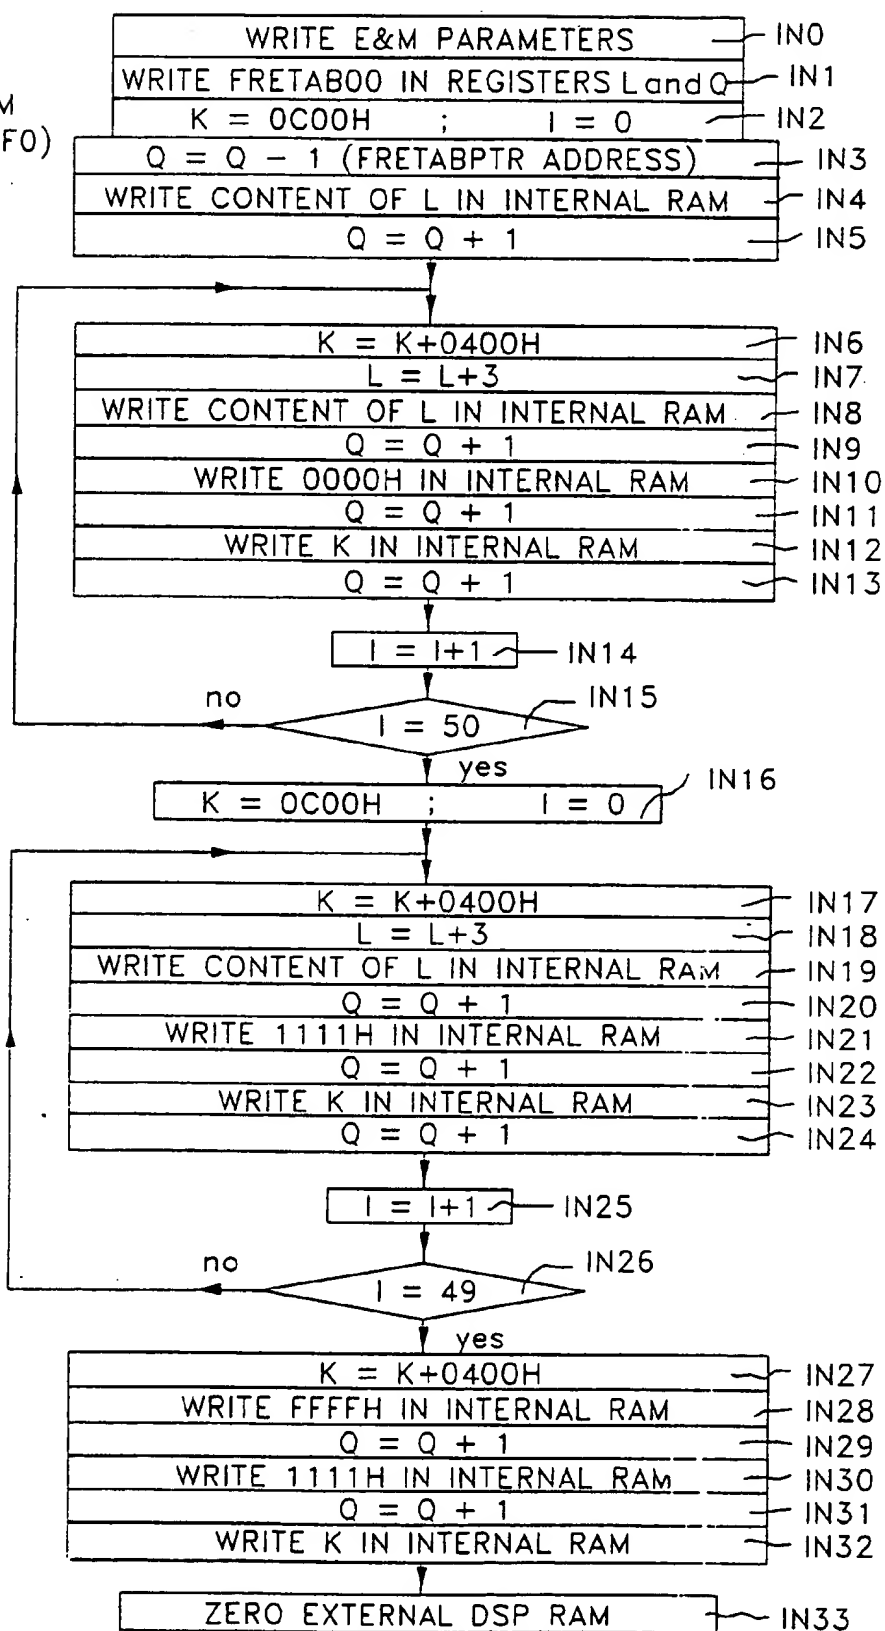 WRITE E&M PARAMETERS IN0
WRITE FRETAB00 IN REGISTERS L and Q IN1
M
K = 0C00H ; I = 0 IN2
F0)
Q = Q - 1 (FRETABPTR ADDRESS) IN3
WRITE CONTENT OF L IN INTERNAL RAM IN4
Q = Q + 1 IN5
K = K+0400H IN6
L = L+3 IN7
WRITE CONTENT OF L IN INTERNAL RAM IN8
Q = Q + 1 IN9
WRITE 0000H IN INTERNAL RAM IN10
Q = Q + 1 IN11
WRITE K IN INTERNAL RAM IN12
Q = Q + 1 IN13
I = I+1 IN14
no IN15
I = 50
yes
K = 0C00H ; I = 0 IN16
K = K+0400H IN17
L = L+3 IN18
WRITE CONTENT OF L IN INTERNAL RAM IN19
Q = Q + 1 IN20
WRITE 1111H IN INTERNAL RAM IN21
Q = Q + 1 IN22
WRITE K IN INTERNAL RAM IN23
Q = Q + 1 IN24
I = I+1 IN25
no IN26
I = 49
yes
K = K+0400H IN27
WRITE FFFFH IN INTERNAL RAM IN28
Q = Q + 1 IN29
WRITE 1111H IN INTERNAL RAM IN30
Q = Q + 1 IN31
WRITE K IN INTERNAL RAM IN32
ZERO EXTERNAL DSP RAM IN33